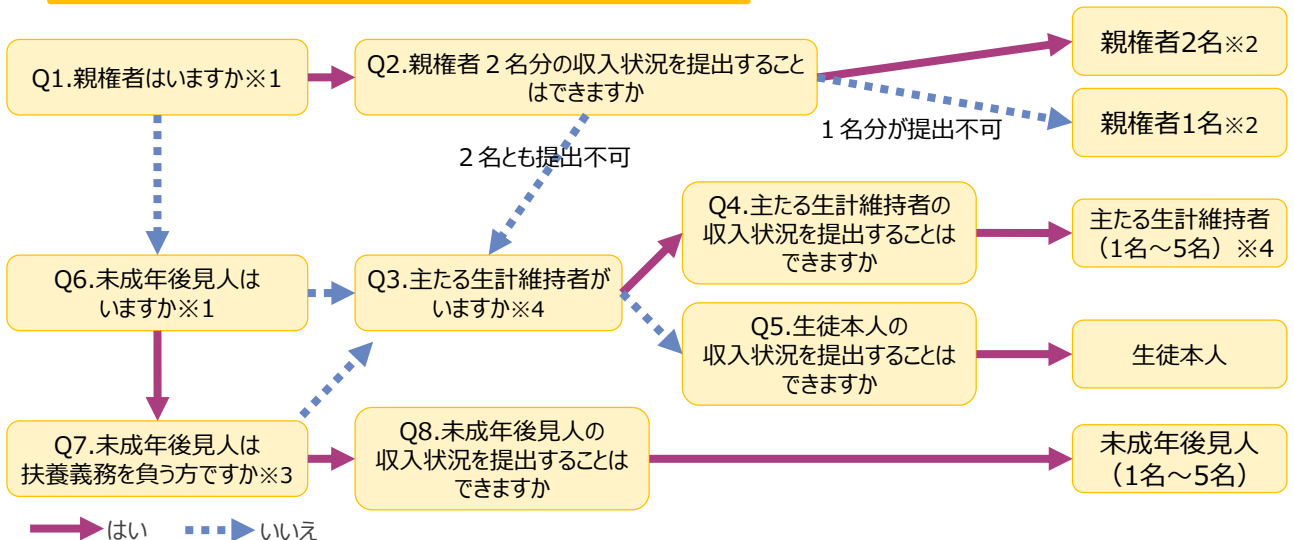 Q1.親権者はいますか※1
Q2.親権者２名分の収入状況を提出すること
はできますか
親権者2名※2
親権者1名※2
１名分が提出不可
２名とも提出不可
Q4.主たる生計維持者の
収入状況を提出することは
できますか
主たる生計維持者
（1名～5名）※4
Q6.未成年後見人は
いますか※1
Q3.主たる生計維持者が
いますか※4
Q5.生徒本人の
収入状況を提出することは
できますか
生徒本人
Q7.未成年後見人は
扶養義務を負う方ですか※3
Q8.未成年後見人の
収入状況を提出することは
できますか
未成年後見人
（1名～5名）
はい
いいえ